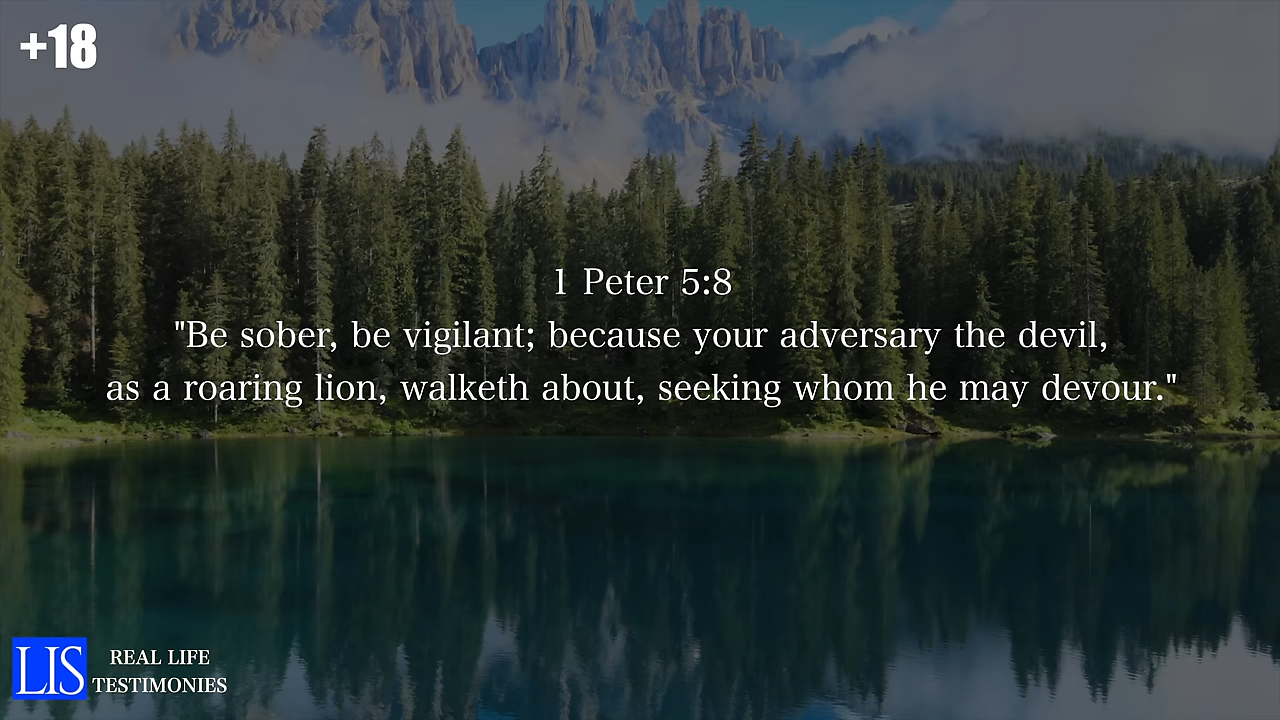 +18
1 Peter 5:8
"Be sober, be vigilant; because your adversary the devil,
as a roaring lion, walketh about, seeking whom he may devour."
LIS
REAL LIFE
TESTIMONIES